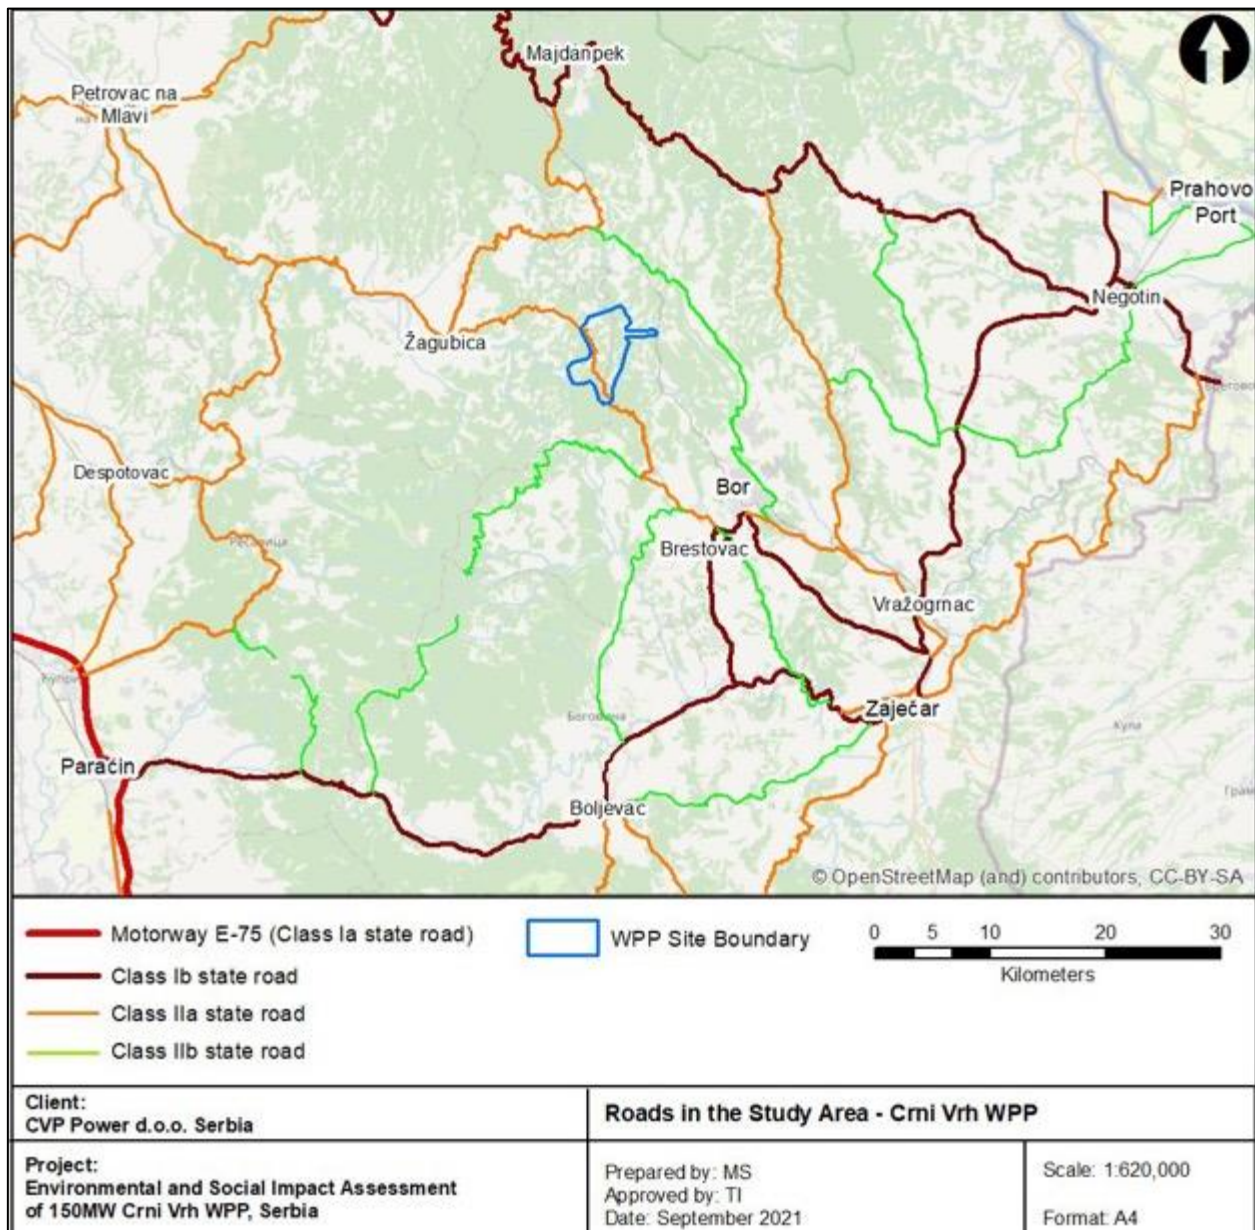 Majdanpek
Petrovac na
Mlavi
Prahovo
Port
Negotin
Žagubica
Despotovac
Bor
Brestovac
Vražogrnac
Боговина
Zaječar
Кула
Paraćin
Boljevac
© OpenStreetMap (and) contributors, CC-BY-SA
Motorway E-75 (Class Ia state road)
Class Ib state road
Class IIa state road
Class IIb state road
WPP Site Boundary
0 5 10 20 30
Kilometers
Client:
CVP Power d.o.o. Serbia
Roads in the Study Area - Crni Vrh WPP
Project:
Environmental and Social Impact Assessment
of 150MW Crni Vrh WPP, Serbia
Prepared by: MS
Approved by: TI
Date: September 2021
Scale: 1:620,000
Format: A4